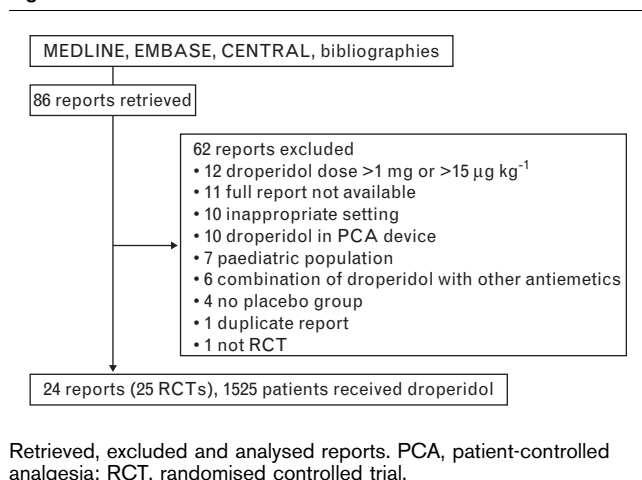 MEDLINE, EMBASE, CENTRAL, bibliographies
86 reports retrieved
62 reports excluded
• 12 droperidol dose >1 mg or >15 μg kg⁻¹
• 11 full report not available
• 10 inappropriate setting
• 10 droperidol in PCA device
• 7 paediatric population
• 6 combination of droperidol with other antiemetics
• 4 no placebo group
• 1 duplicate report
• 1 not RCT
24 reports (25 RCTs), 1525 patients received droperidol
Retrieved, excluded and analysed reports. PCA, patient-controlled
analgesia; RCT, randomised controlled trial.